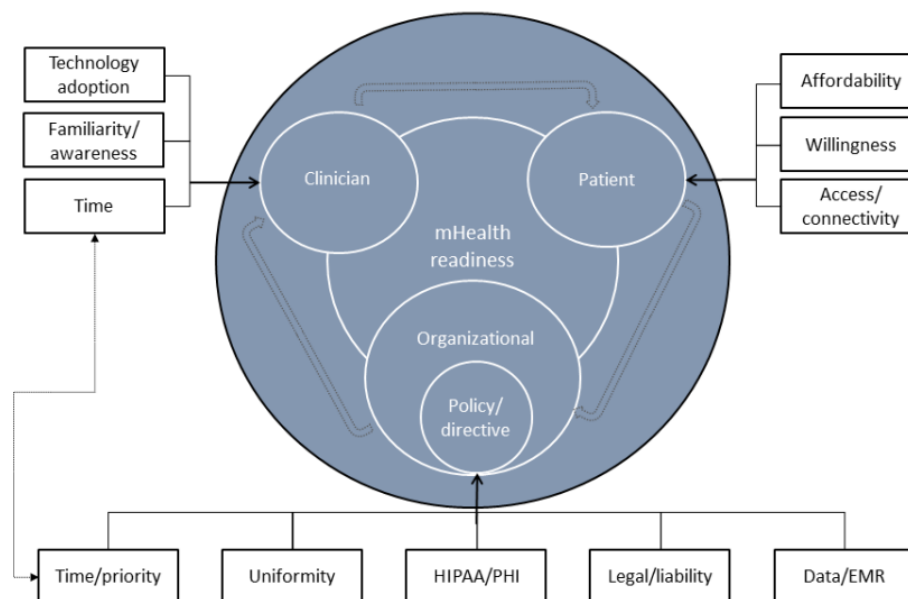 Technology
adoption
Familiarity/
awareness
Time
Affordability
Willingness
Access/
connectivity
Clinician
Patient
mHealth
readiness
Organizational
Policy/
directive
Time/priority
Uniformity
HIPAA/PHI
Legal/liability
Data/EMR